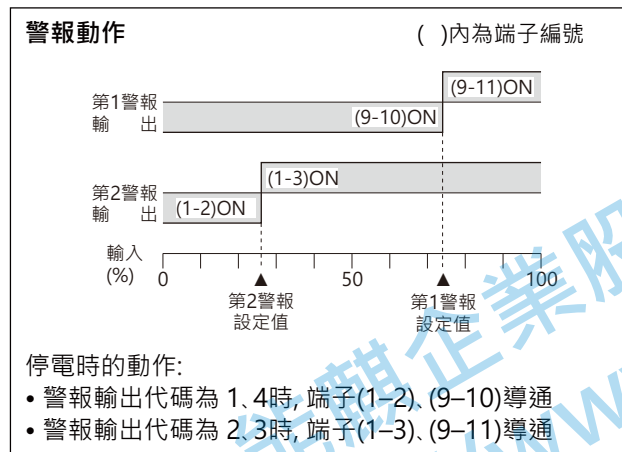 警報動作
( )內為端子編號
第1警報
輸 出
(9-11)ON
(9-10)ON
第2警報
輸 出
(1-3)ON
(1-2)ON
輸入
(%)
0
50
100
▲
▲
第2警報
設定值
第1警報
設定值
停電時的動作:
• 警報輸出代碼為 1、4時, 端子(1–2)、(9–10)導通
• 警報輸出代碼為 2、3時, 端子(1–3)、(9–11)導通
麒企業股
WW